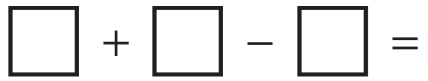 □ + □ − □ =